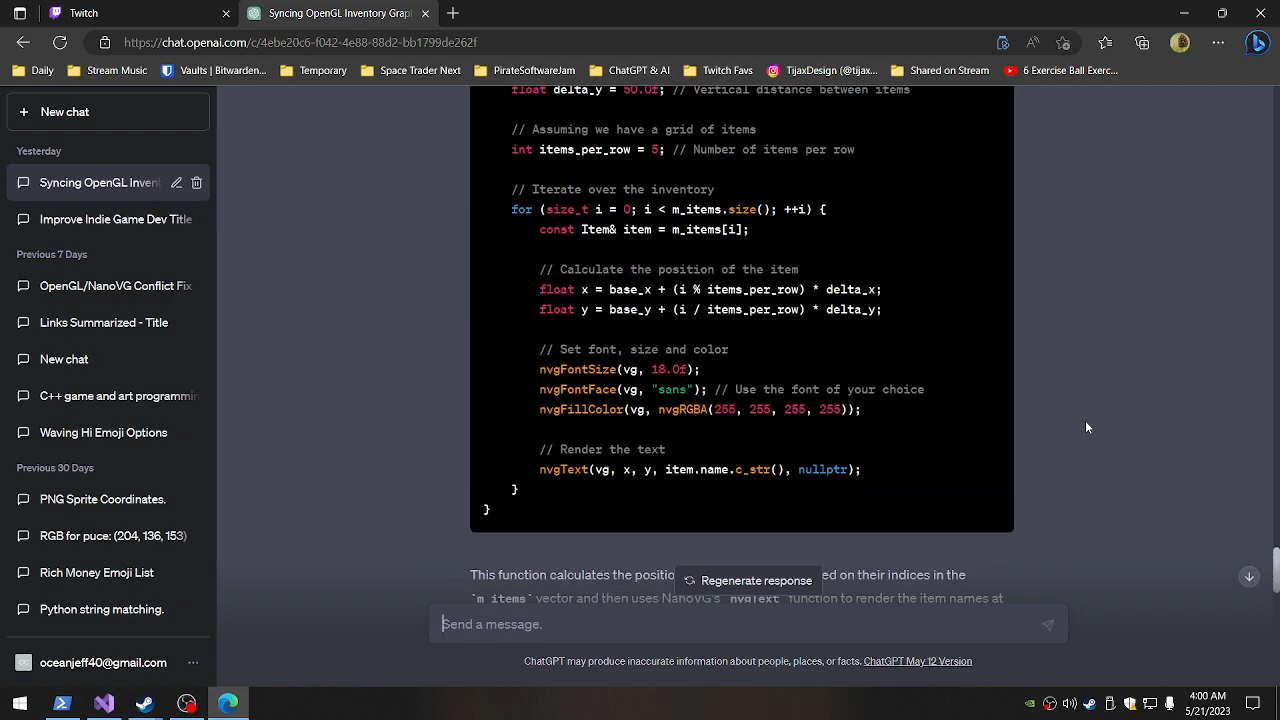 Twitch
Syncing OpenGL Inventory Grap
https://chat.openai.com/c/4ebe20e6-f042-4e88-88d2-bb1799de262f
Daily
Stream Music
Vaults | Bitwarden...
Temporary
Space Trader Next
PirateSoftwareJam
ChatGPT & AI
Twitch Favs
TijaxDesign (@tijax...
Shared on Stream
6 Exercise Ball Exerc...
New chat
Yesterday
Syncing OpenGL Invent
Improve Indie Game Dev Title
Previous 7 Days
OpenGL/NanoVG Conflict Fix
Links Summarized - Title
New chat
C++ grid and art programmin
Waving Hi Emoji Options
Previous 30 Days
PNG Sprite Coordinates.
RGB for puce: (204, 136,153)
Rich Money Emoji List
Python string matching.
oceanjeff40@gmail.com
...
float delta_y = 50.0f; // Vertical distance between items
// Assuming we have a grid of items
int items_per_row = 5; // Number of items per row
// Iterate over the inventory
for (size_t i = 0; i < m_items.size(); ++i) {
const Item& item = m_items[i];
// Calculate the position of the item
float x = base_x + (i % items_per_row) * delta_x;
float y = base_y + (i / items_per_row) * delta_y;
// Set font, size and color
nvgFontSize(vg, 18.0f);
nvgFontFace(vg, "sans"); // Use the font of your choice
nvgFillColor(vg, nvgRGBA(255, 255, 255, 255));
// Render the text
nvgText(vg, x, y, item.name.c_str(), nullptr);
}
}
This function calculates the positio
ed on their indices in the
Regenerate response
`m_items` vector and then uses NanoVG's `nvgText` function to render the item names at
Send a message.
ChatGPT may produce inaccurate information about people, places, or facts. ChatGPT May 12 Version
4:00 AM
5/21/2023